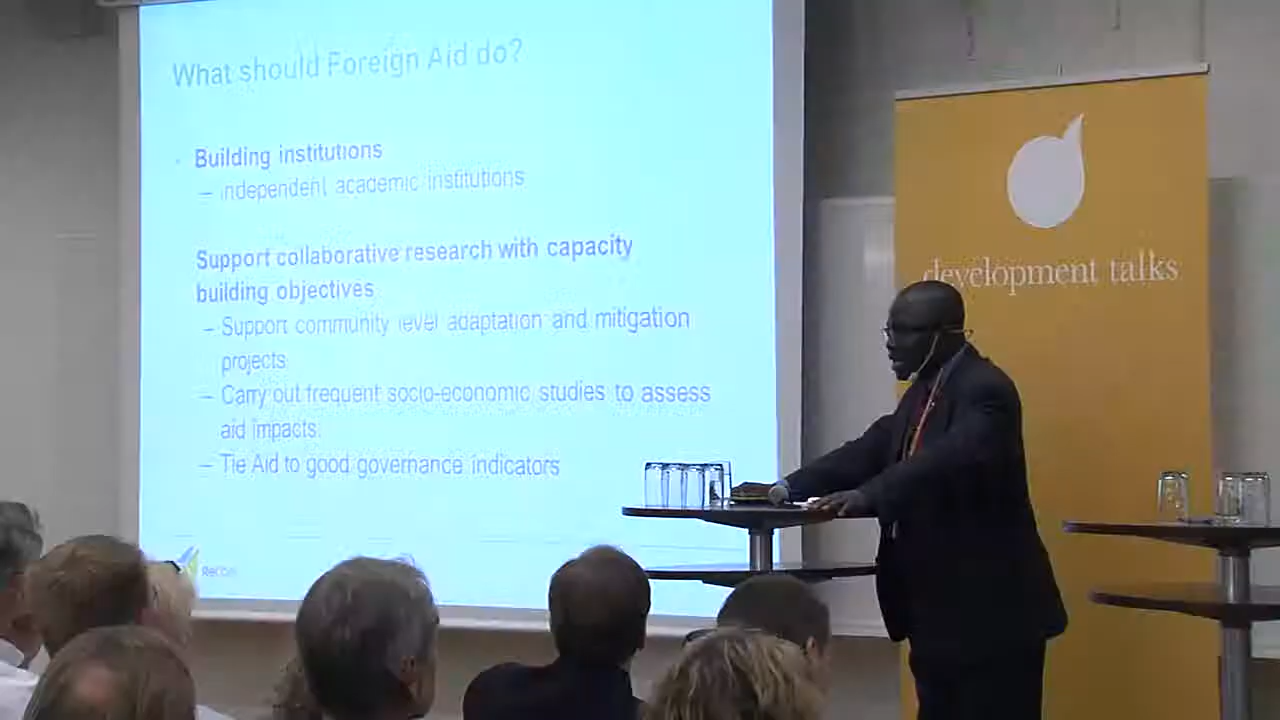 What should Foreign Aid do?
Building institutions
– independent academic institutions
Support collaborative research with capacity
building objectives
– Support community level adaptation and mitigation
projects
– Carry out frequent socio-economic studies to assess
aid impacts.
– Tie Aid to good governance indicators
development talks